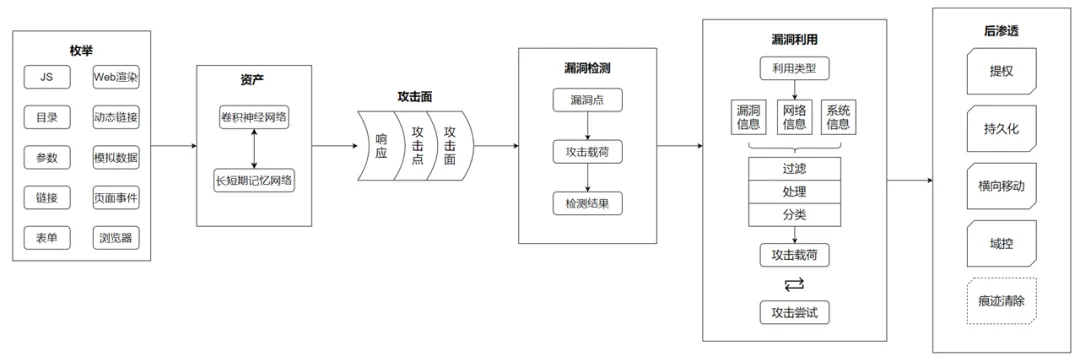 枚举
JS
Web渲染
目录
动态链接
参数
模拟数据
链接
页面事件
表单
浏览器
资产
卷积神经网络
长短期记忆网络
攻击面
响应
攻击点
攻击面
漏洞检测
漏洞点
攻击载荷
检测结果
漏洞利用
利用类型
漏洞
信息
网络
信息
系统
信息
过滤
处理
分类
攻击载荷
攻击尝试
后渗透
提权
持久化
横向移动
域控
痕迹清除